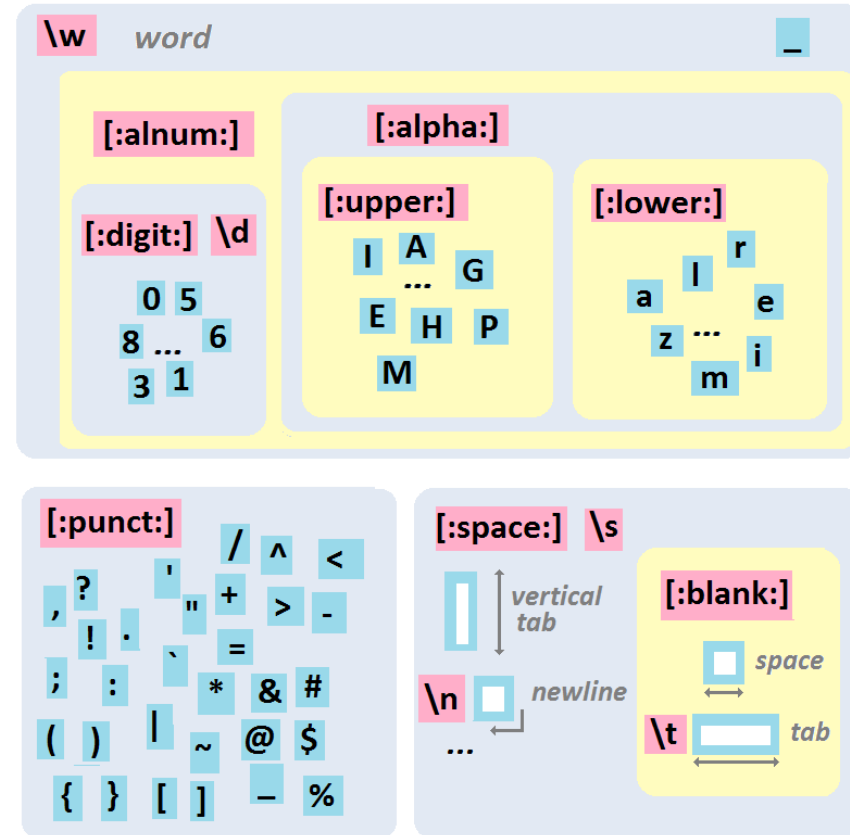 \w word _
[:alnum:] [:alpha:]
[:digit:] \d [:upper:] [:lower:]
I A G
...
E H P
M
r
l
a e
z ...
i
m
0 5
8 ... 6
3 1
[:punct:]
/ ^ <
? ' 
, " + > -
! .
` =
; : * & #
( ) | ~ @ $
{ } [ ] _ %
[:space:] \s
vertical
tab
\n newline
...
[:blank:]
space
\t tab